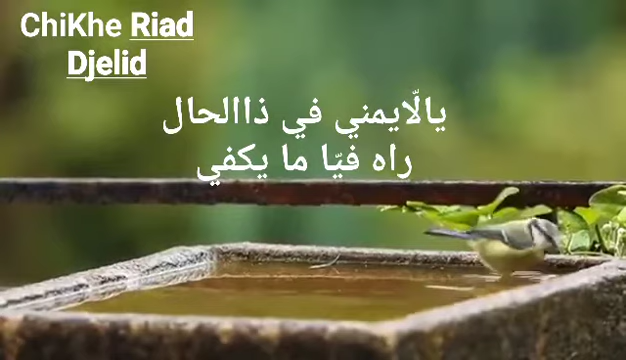 ChiKhe Riad
Djelid
يالّايمني في ذاالحال
راه فيّا ما يكفي